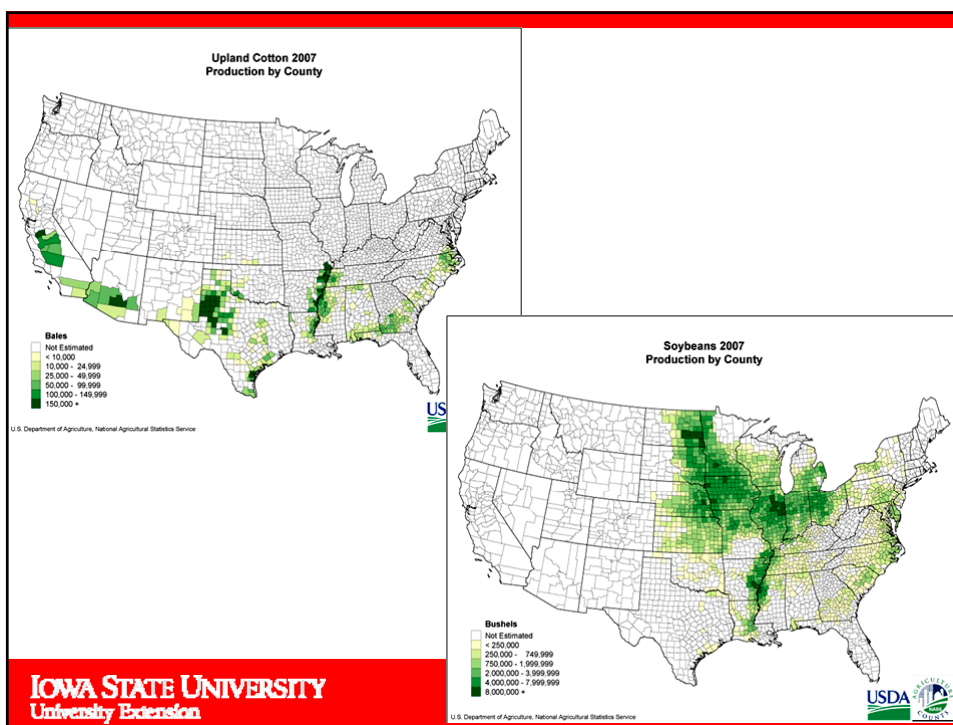 Upland Cotton 2007
Production by County
Bales
Not Estimated
< 10,000
10,000 - 24,999
25,000 - 49,999
50,000 - 99,999
100,000 - 149,999
150,000 +
US
U.S. Department of Agriculture, National Agricultural Statistics Service
Soybeans 2007
Production by County
Bushels
Not Estimated
< 250,000
250,000 - 749,999
750,000 - 1,999,999
2,000,000 - 3,999,999
4,000,000 - 7,999,999
8,000,000 +
U.S. Department of Agriculture, National Agricultural Statistics Service
USDA
AGRICULTURE
NASS
COUNTS
IOWA STATE UNIVERSITY
University Extension